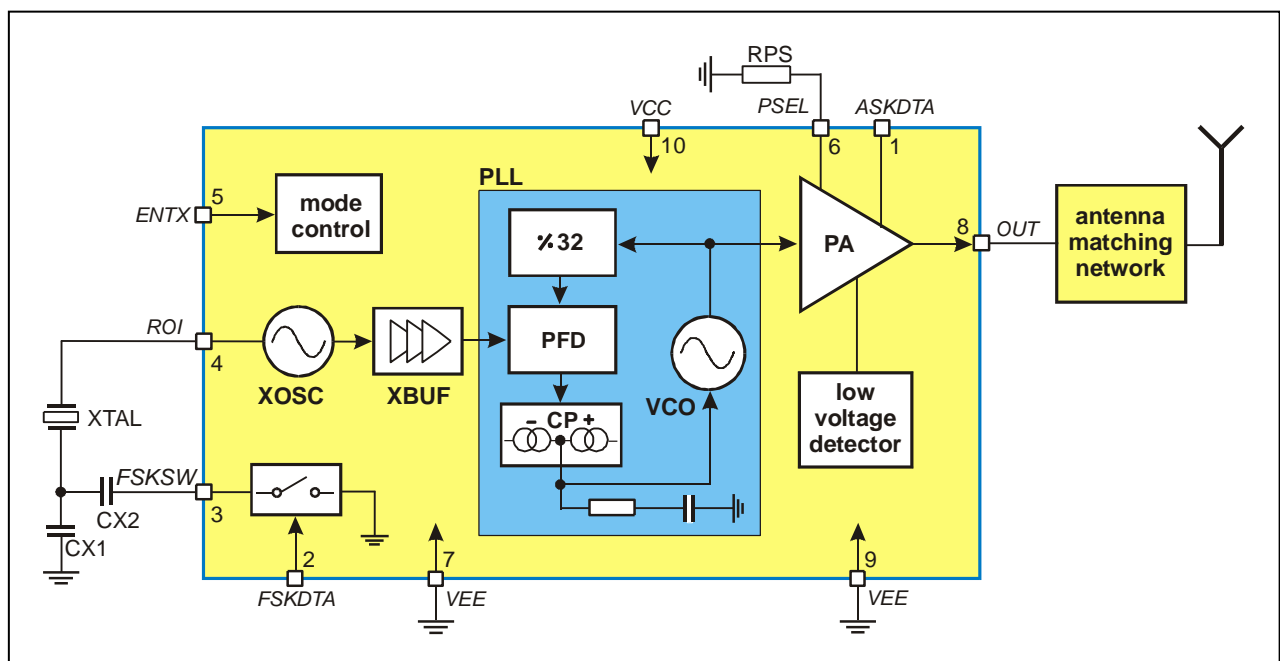 RPS
VCC
PSEL
ASKDTA
10
6
1
PLL
5
ENTX
mode
control
⁒32
PA
8
OUT
antenna
matching
network
ROI
4
XOSC
XBUF
PFD
VCO
low
voltage
detector
XTAL
- CP +
FSKSW
3
CX2
CX1
2
FSKDTA
7
VEE
9
VEE